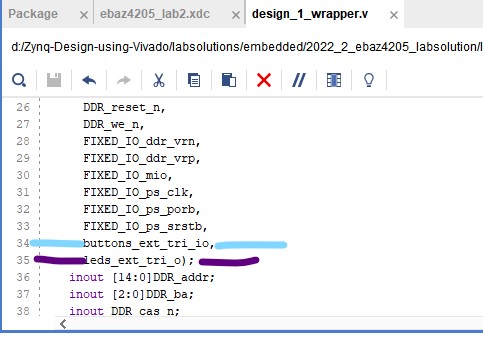 Package × ebaz4205_lab2.xdc × design_1_wrapper.v
d:/Zynq-Design-using-Vivado/labsolutions/embedded/2022_2_ebaz4205_labsolution/l
26 DDR_reset_n,
27 DDR_we_n,
28 FIXED_IO_ddr_vrn,
29 FIXED_IO_ddr_vrp,
30 FIXED_IO_mio,
31 FIXED_IO_ps_clk,
32 FIXED_IO_ps_porb,
33 FIXED_IO_ps_srstb,
34 buttons_ext_tri_io,
35 leds_ext_tri_o);
36 inout [14:0]DDR_addr;
37 inout [2:0]DDR_ba;
38 inout DDR_cas_n;